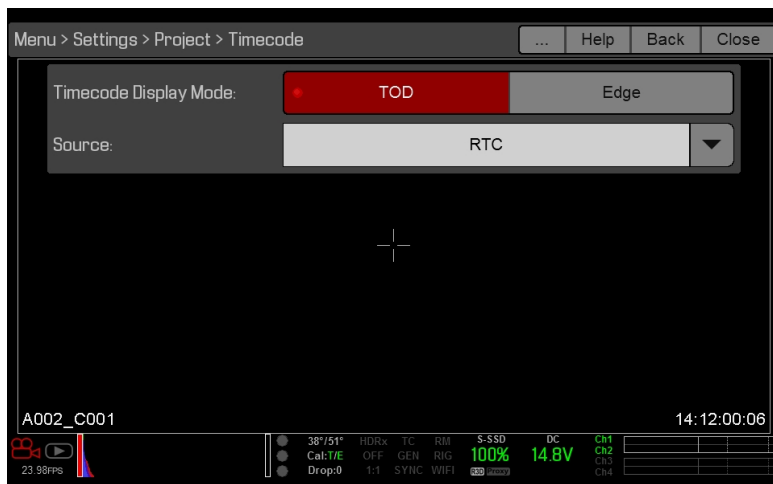 Menu > Settings > Project > Timecode ... Help Back Close
Timecode Display Mode: TOD Edge
Source: RTC
A002_C001 14:12:00:06
38°/51° HDRx TC RM S-SSD DC Ch1
Cal:T/E OFF GEN RIG 100% 14.8V Ch2
Ch3
23.98FPS Drop:0 1:1 SYNC WIFI R3D Proxy Ch4